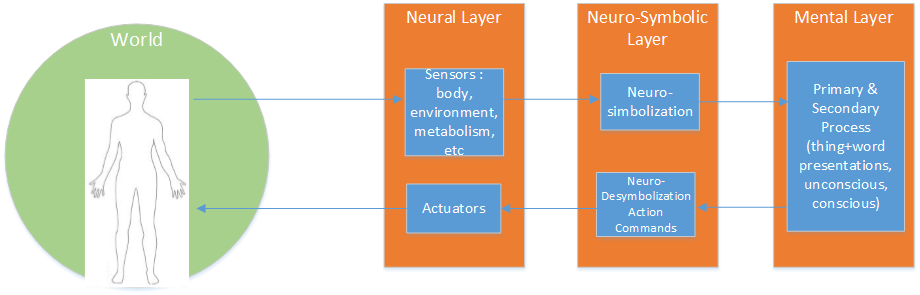 World
Neural Layer
Sensors :
body,
environment,
metabolism,
etc
Actuators
Neuro-Symbolic
Layer
Neuro-
simbolization
Neuro-
Desymbolization
Action
Commands
Mental Layer
Primary &
Secondary
Process
(thing+word
presentations,
unconscious,
conscious)